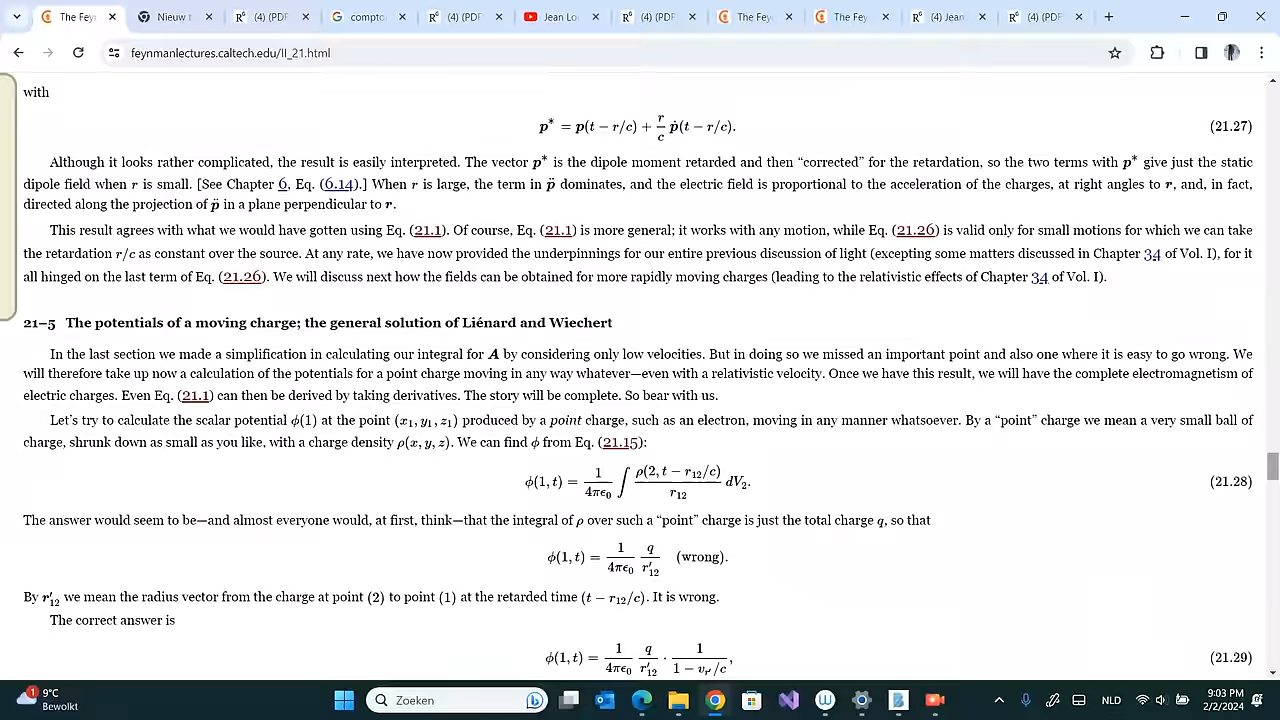 The Fey
Nieuw t
(4) (PDF
compto
(4) (PD
Jean Lo
(4) (PDF
The Fey
The Fey
(4) Jean
(4) (PDF
feynmanlectures.caltech.edu/II_21.html
with
p* = p(t − r/c) + r/c ṗ(t − r/c). (21.27)
Although it looks rather complicated, the result is easily interpreted. The vector p* is the dipole moment retarded and then “corrected” for the retardation, so the two terms with p* give just the static
dipole field when r is small. [See Chapter 6, Eq. (6.14).] When r is large, the term in p̈ dominates, and the electric field is proportional to the acceleration of the charges, at right angles to r, and, in fact,
directed along the projection of p̈ in a plane perpendicular to r.
This result agrees with what we would have gotten using Eq. (21.1). Of course, Eq. (21.1) is more general; it works with any motion, while Eq. (21.26) is valid only for small motions for which we can take
the retardation r/c as constant over the source. At any rate, we have now provided the underpinnings for our entire previous discussion of light (excepting some matters discussed in Chapter 34 of Vol. I), for it
all hinged on the last term of Eq. (21.26). We will discuss next how the fields can be obtained for more rapidly moving charges (leading to the relativistic effects of Chapter 34 of Vol. I).
21–5 The potentials of a moving charge; the general solution of Liénard and Wiechert
In the last section we made a simplification in calculating our integral for A by considering only low velocities. But in doing so we missed an important point and also one where it is easy to go wrong. We
will therefore take up now a calculation of the potentials for a point charge moving in any way whatever—even with a relativistic velocity. Once we have this result, we will have the complete electromagnetism of
electric charges. Even Eq. (21.1) can then be derived by taking derivatives. The story will be complete. So bear with us.
Let’s try to calculate the scalar potential ϕ(1) at the point (x₁, y₁, z₁) produced by a point charge, such as an electron, moving in any manner whatsoever. By a “point” charge we mean a very small ball of
charge, shrunk down as small as you like, with a charge density ρ(x, y, z). We can find ϕ from Eq. (21.15):
ϕ(1, t) = 1/4πϵ₀ ∫ ρ(2, t − r₁₂/c)/r₁₂ dV₂. (21.28)
The answer would seem to be—and almost everyone would, at first, think—that the integral of ρ over such a “point” charge is just the total charge q, so that
ϕ(1, t) = 1/4πϵ₀ q/r′₁₂ (wrong).
By r′₁₂ we mean the radius vector from the charge at point (2) to point (1) at the retarded time (t − r₁₂/c). It is wrong.
The correct answer is
ϕ(1, t) = 1/4πϵ₀ q/r′₁₂ · 1/1 − vᵣ′/c, (21.29)
1
9°C
Bewolkt
Zoeken
NLD
9:03 PM
2/2/2024